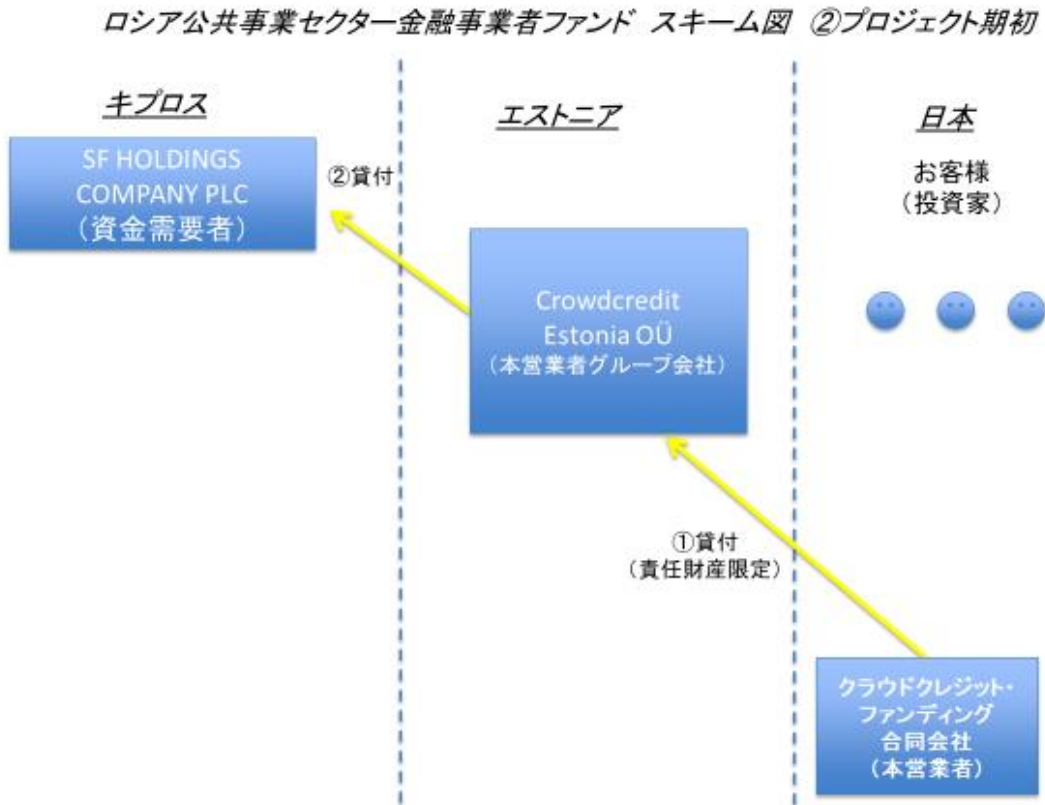 ロシア公共事業セクター金融事業者ファンド スキーム図 ②プロジェクト期初
キプロス
SF HOLDINGS
COMPANY PLC
（資金需要者）
②貸付
エストニア
Crowdcredit
Estonia OÜ
（本営業者グループ会社）
①貸付
（責任財産限定）
日本
お客様
（投資家）
クラウドクレジット・
ファンディング
合同会社
（本営業者）